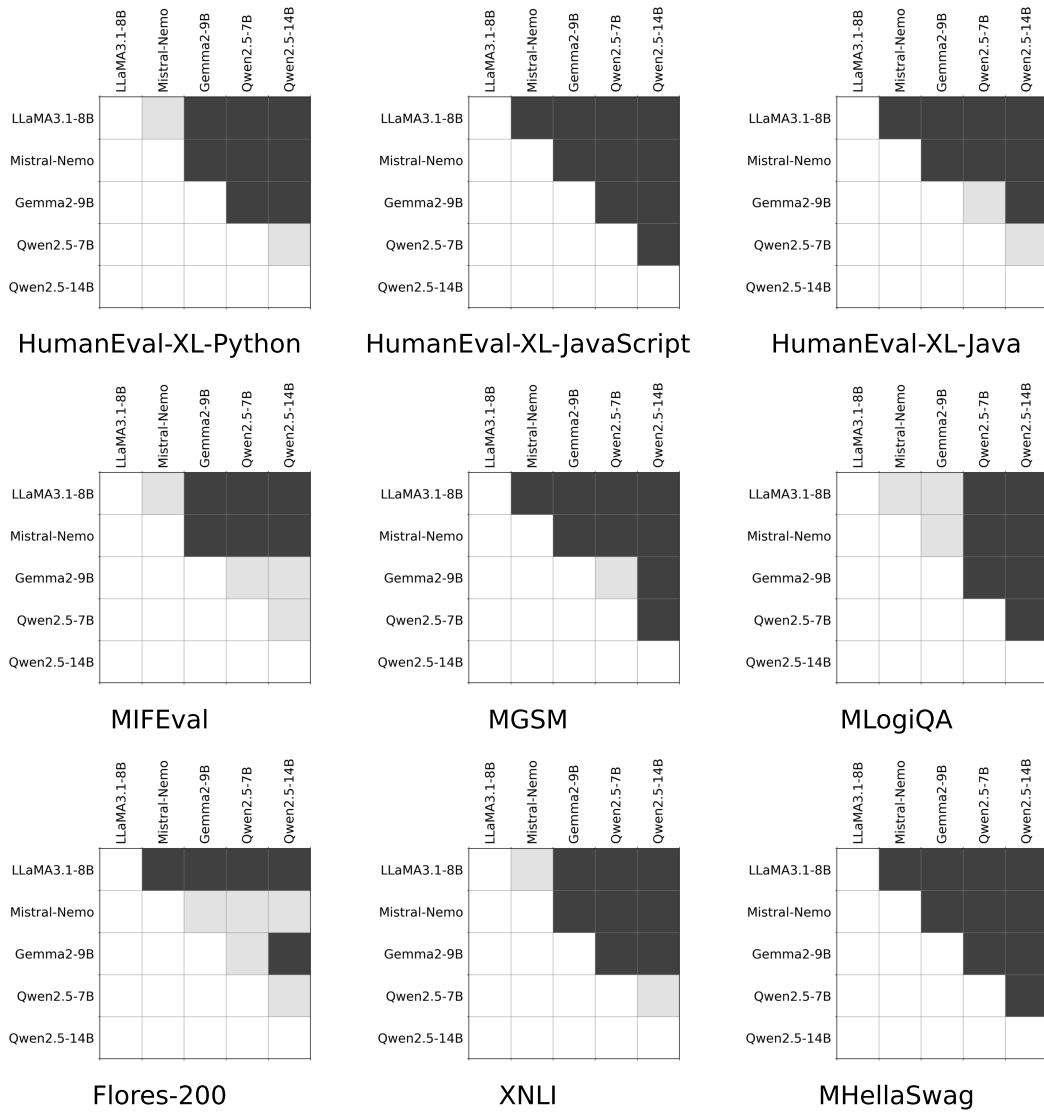 LLaMA3.1-8B
Mistral-Nemo
Gemma2-9B
Qwen2.5-7B
Qwen2.5-14B
LLaMA3.1-8B
Mistral-Nemo
Gemma2-9B
Qwen2.5-7B
Qwen2.5-14B
HumanEval-XL-Python
LLaMA3.1-8B
Mistral-Nemo
Gemma2-9B
Qwen2.5-7B
Qwen2.5-14B
LLaMA3.1-8B
Mistral-Nemo
Gemma2-9B
Qwen2.5-7B
Qwen2.5-14B
HumanEval-XL-JavaScript
LLaMA3.1-8B
Mistral-Nemo
Gemma2-9B
Qwen2.5-7B
Qwen2.5-14B
LLaMA3.1-8B
Mistral-Nemo
Gemma2-9B
Qwen2.5-7B
Qwen2.5-14B
HumanEval-XL-Java
LLaMA3.1-8B
Mistral-Nemo
Gemma2-9B
Qwen2.5-7B
Qwen2.5-14B
LLaMA3.1-8B
Mistral-Nemo
Gemma2-9B
Qwen2.5-7B
Qwen2.5-14B
MIFEval
LLaMA3.1-8B
Mistral-Nemo
Gemma2-9B
Qwen2.5-7B
Qwen2.5-14B
LLaMA3.1-8B
Mistral-Nemo
Gemma2-9B
Qwen2.5-7B
Qwen2.5-14B
MGSM
LLaMA3.1-8B
Mistral-Nemo
Gemma2-9B
Qwen2.5-7B
Qwen2.5-14B
LLaMA3.1-8B
Mistral-Nemo
Gemma2-9B
Qwen2.5-7B
Qwen2.5-14B
MLogiQA
LLaMA3.1-8B
Mistral-Nemo
Gemma2-9B
Qwen2.5-7B
Qwen2.5-14B
LLaMA3.1-8B
Mistral-Nemo
Gemma2-9B
Qwen2.5-7B
Qwen2.5-14B
Flores-200
LLaMA3.1-8B
Mistral-Nemo
Gemma2-9B
Qwen2.5-7B
Qwen2.5-14B
LLaMA3.1-8B
Mistral-Nemo
Gemma2-9B
Qwen2.5-7B
Qwen2.5-14B
XNLI
LLaMA3.1-8B
Mistral-Nemo
Gemma2-9B
Qwen2.5-7B
Qwen2.5-14B
LLaMA3.1-8B
Mistral-Nemo
Gemma2-9B
Qwen2.5-7B
Qwen2.5-14B
MHellaSwag